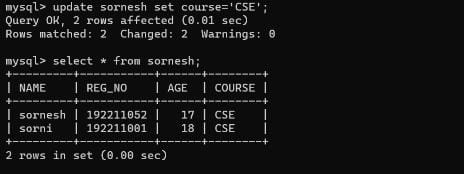 mysql> update sornesh set course='CSE';
Query OK, 2 rows affected (0.01 sec)
Rows matched: 2  Changed: 2  Warnings: 0

mysql> select * from sornesh;
+---------+-----------+------+--------+
| NAME    | REG_NO    | AGE  | COURSE |
+---------+-----------+------+--------+
| sornesh | 192211052 |   17 | CSE    |
| sorni   | 192211001 |   18 | CSE    |
+---------+-----------+------+--------+
2 rows in set (0.00 sec)